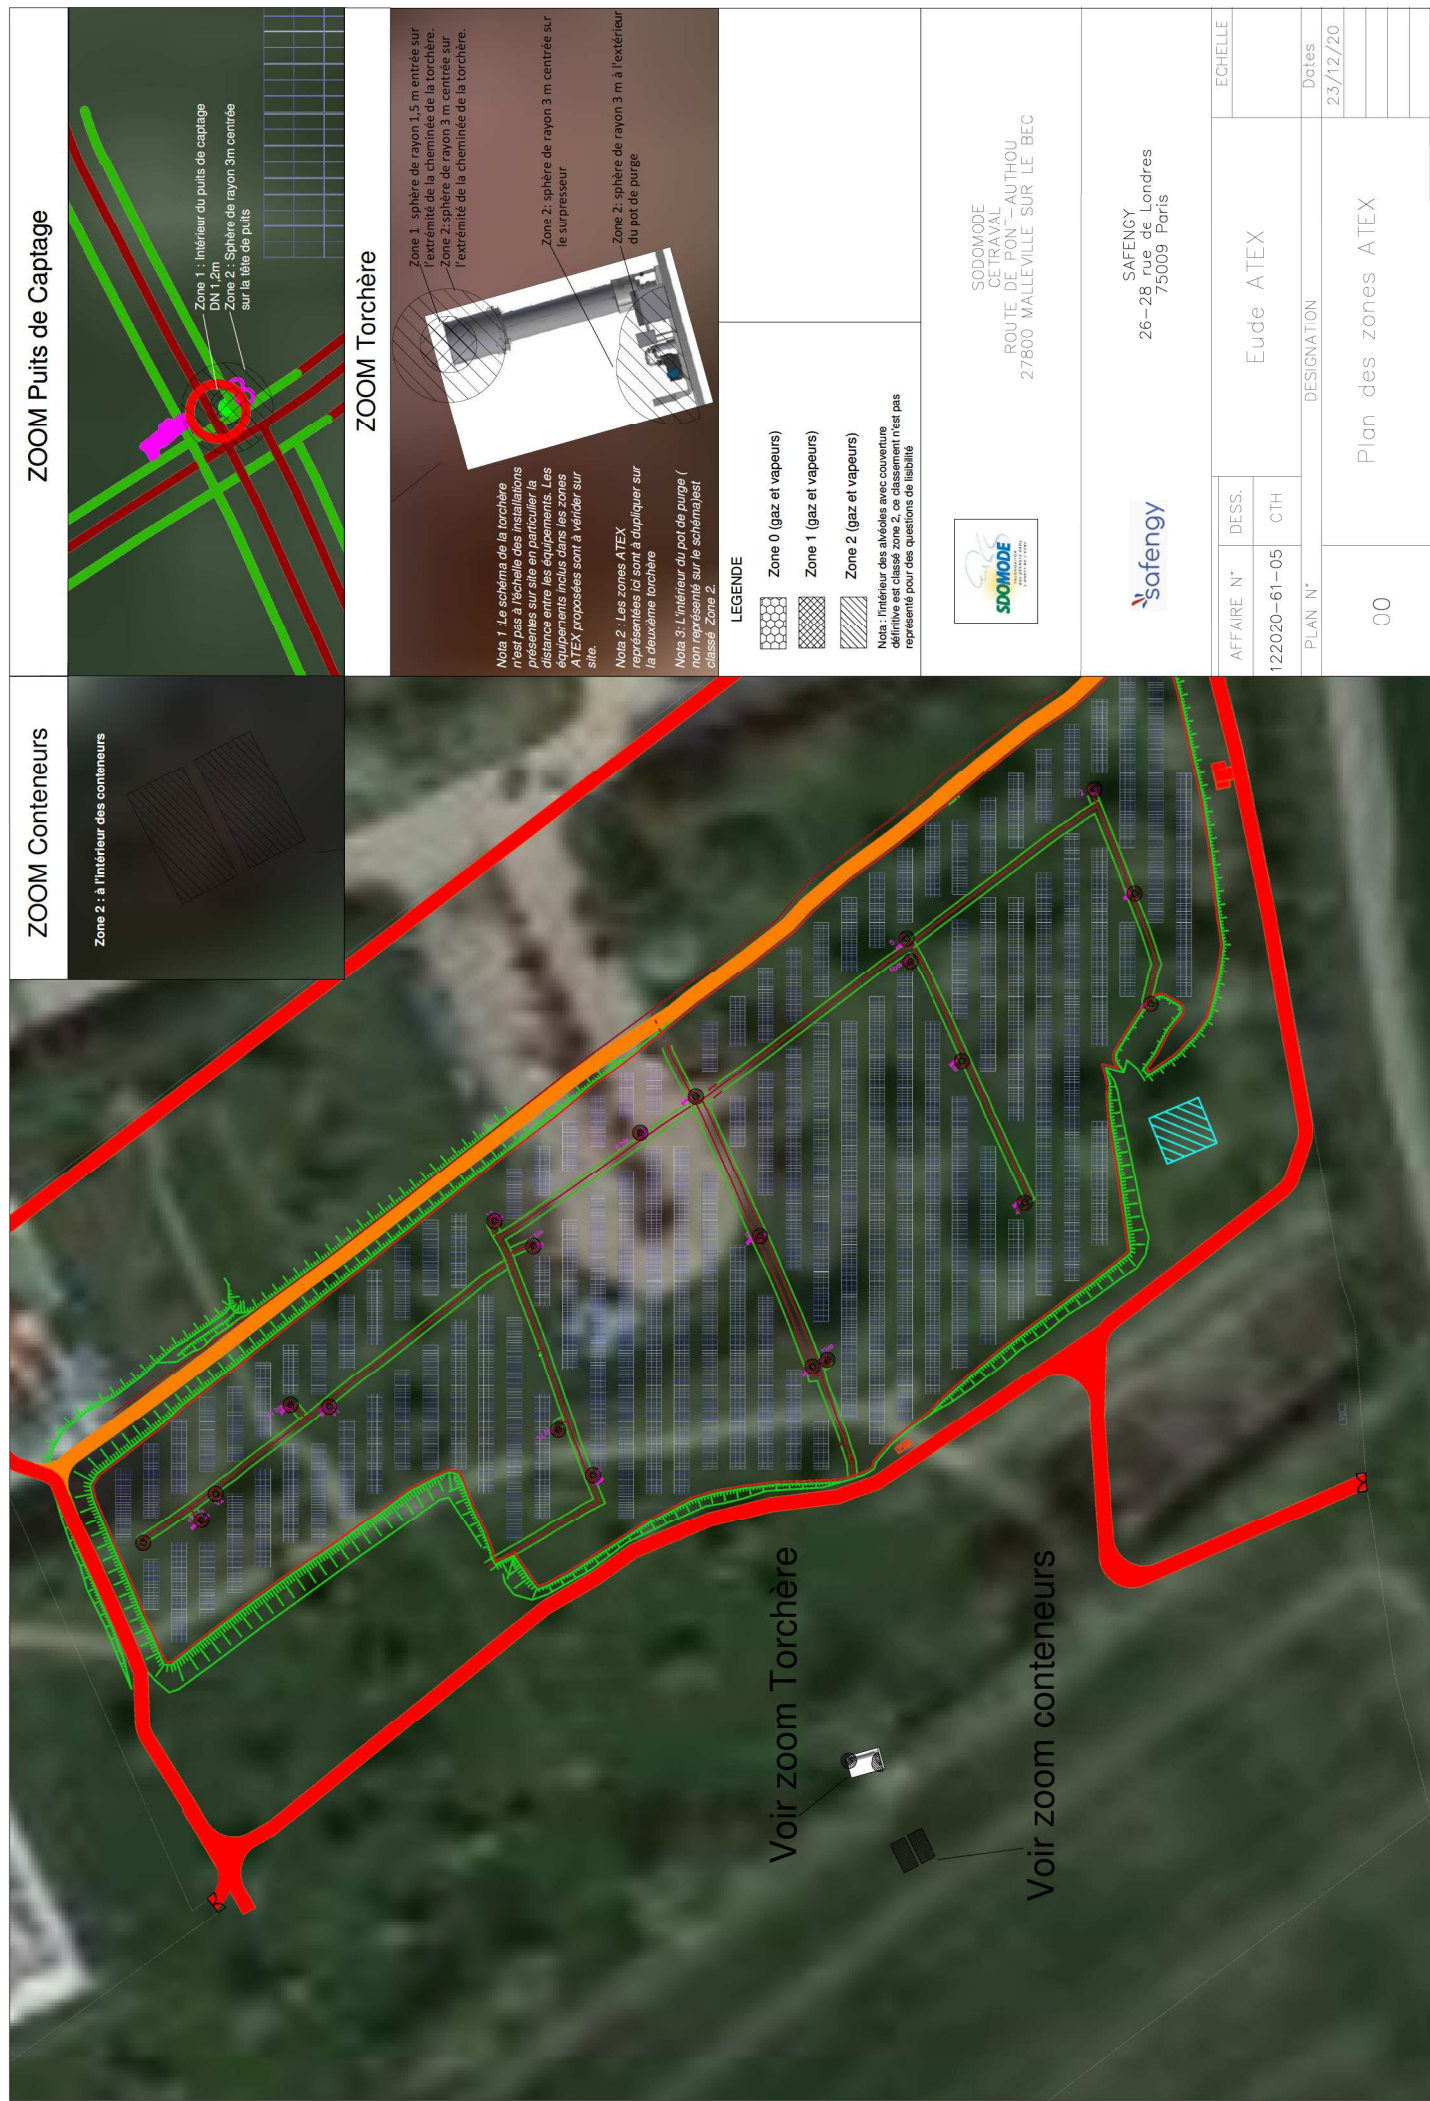 ZOOM Conteneurs
Zone 2 : à l'intérieur des conteneurs
ZOOM Puits de Captage
Zone 1 : Intérieur du puits de captage
DN 1,2m
Zone 2 : Sphère de rayon 3m centrée
sur la tête de puits
ZOOM Torchère
Zone 1 sphère de rayon 1,5 m entrée sur
l'extrémité de la cheminée de la torchère.
Zone 2: sphère de rayon 3 m centrée sur
l'extrémité de la cheminée de la torchère.
Zone 2: sphère de rayon 3 m centrée sur
le surpresseur
Zone 2: sphère de rayon 3 m à l'extérieur
du pot de purge
Nota 1 Le schéma de la torchère
n'est pas à l'échelle des installations
présentes sur site en particulier la
distance entre les équipements. Les
équipements inclus dans les zones
ATEX proposées sont à vérider sur
site.
Nota 2 : Les zones ATEX
représentées ici sont à dupliquer sur
la deuxième torchère
Nota 3: L'intérieur du pot de purge (
non représenté sur le schéma)est
classé Zone 2.
LEGENDE
Zone 0 (gaz et vapeurs)
Zone 1 (gaz et vapeurs)
Zone 2 (gaz et vapeurs)
Nota : l'intérieur des alvéoles avec couverture
définitive est classé zone 2, ce classement n'est pas
représenté pour des questions de lisibilité
SDOMODE
SODOMODE
CETRAVAL
ROUTE DE PONT-AUTHOU
27800 MALLEVILLE SUR LE BEC
safengy
SAFENGY
26-28 rue de Londres
75009 Paris
AFFAIRE N°
DESS.
ECHELLE
122020-61-05
CTH
Eude ATEX
PLAN N°
DESIGNATION
Dates
00
Plan des zones ATEX
23/12/20
Voir zoom Torchère
Voir zoom conteneurs